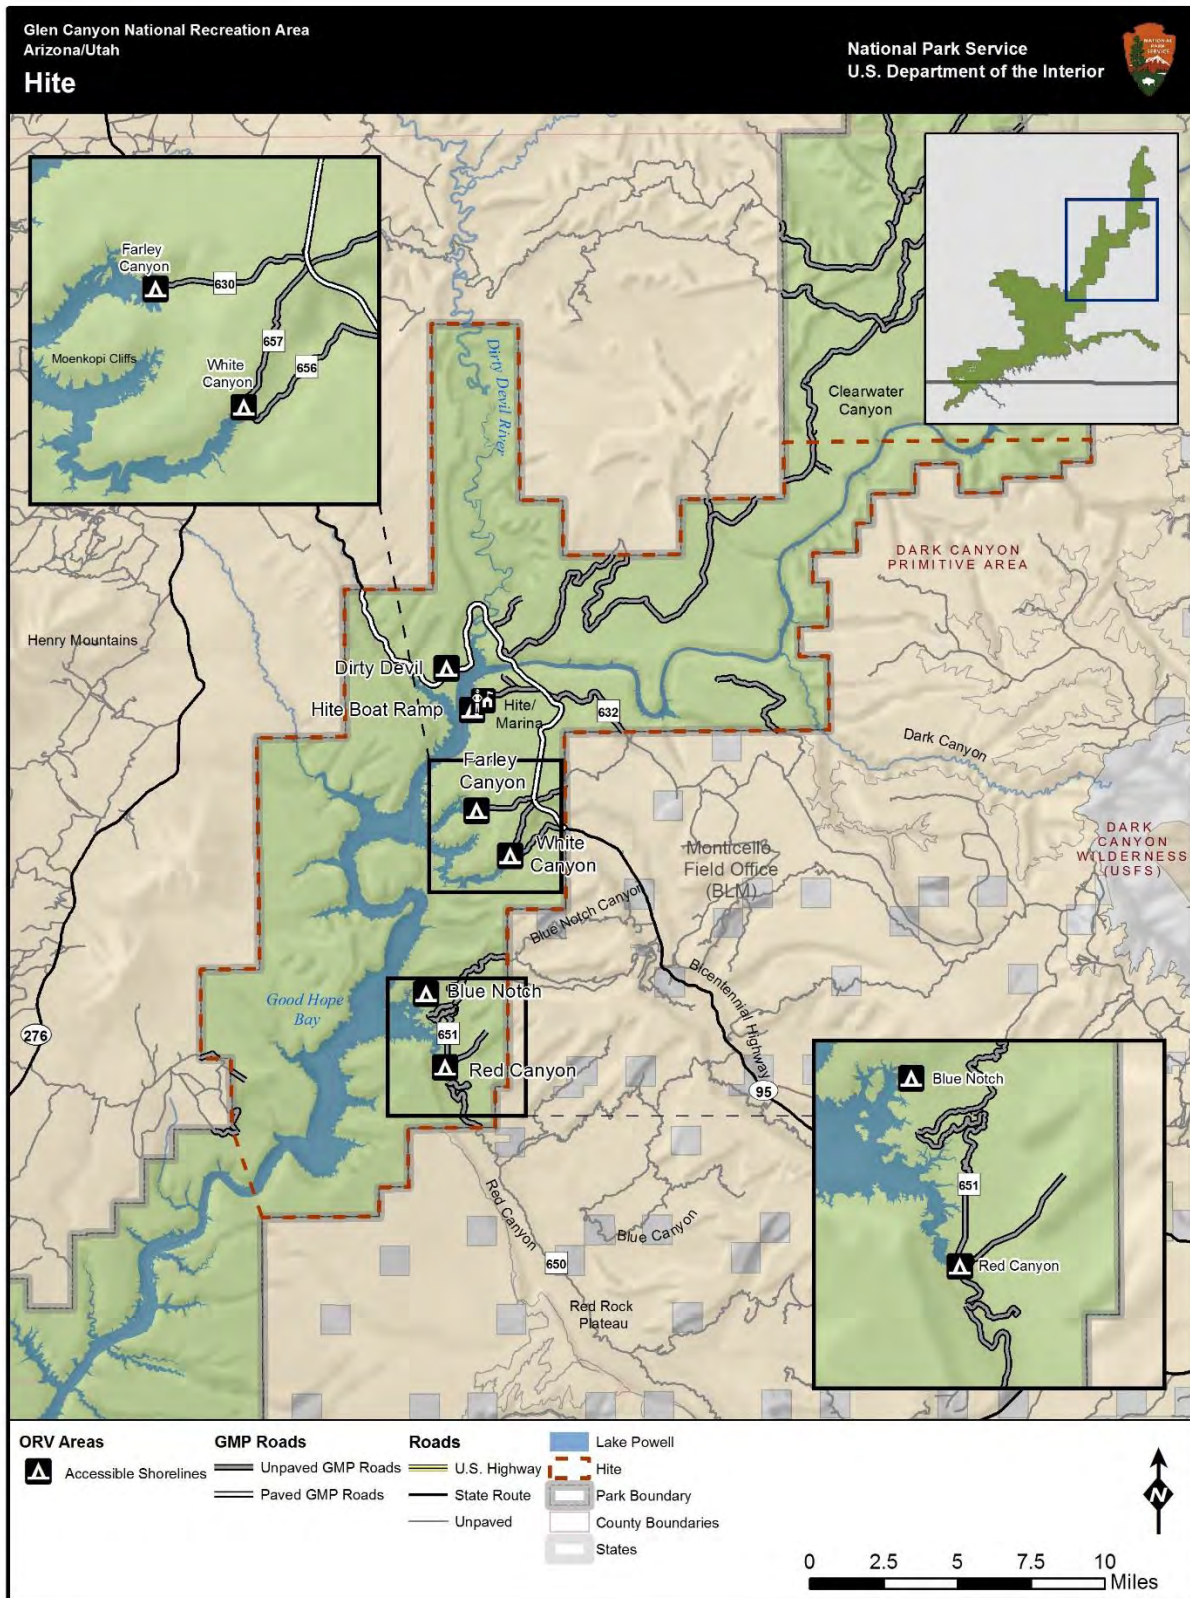 Glen Canyon National Recreation Area
Arizona/Utah
Hite
National Park Service
U.S. Department of the Interior
NATIONAL
PARK
SERVICE
Farley
Canyon
630
657
656
Moenkopi Cliffs
White
Canyon
Dirty Devil River
Clearwater
Canyon
DARK CANYON
PRIMITIVE AREA
Henry Mountains
Dirty Devil
Hite Boat Ramp
Hite/
Marina
632
Dark Canyon
Farley
Canyon
White
Canyon
Monticello
Field Office
(BLM)
DARK
CANYON
WILDERNESS
(USFS)
Blue Notch Canyon
Bicentennial Highway
Good Hope
Bay
Blue Notch
651
Red Canyon
276
95
Blue Notch
651
Red Canyon
Red Canyon
Blue Canyon
650
Red Rock
Plateau
ORV Areas
Accessible Shorelines
GMP Roads
Unpaved GMP Roads
Paved GMP Roads
Roads
U.S. Highway
State Route
Unpaved
Lake Powell
Hite
Park Boundary
County Boundaries
States
N
0 2.5 5 7.5 10
Miles